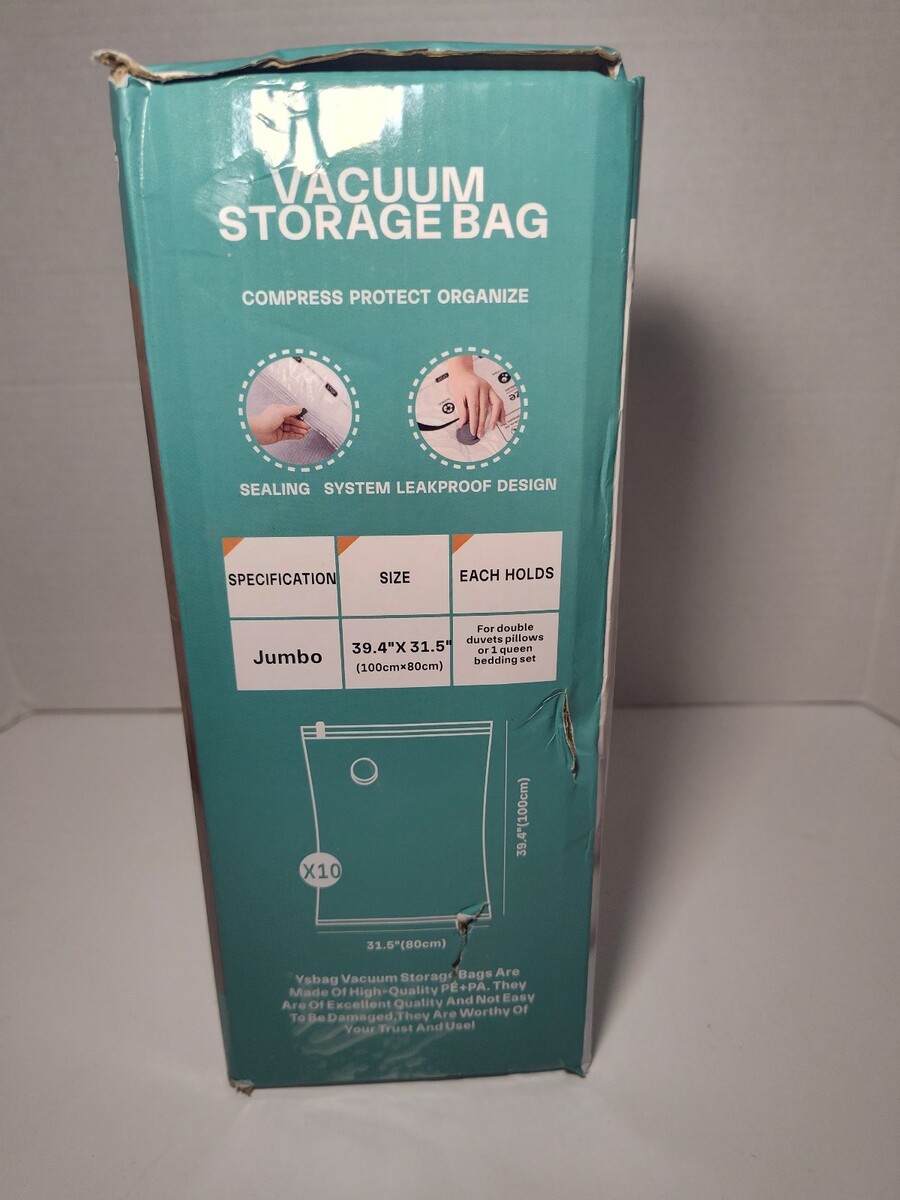 VACUUM
STORAGE BAG
COMPRESS PROTECT ORGANIZE
SEALING SYSTEM LEAKPROOF DESIGN
SPECIFICATION
SIZE
EACH HOLDS
Jumbo
39.4"X 31.5"
(100cm×80cm)
For double
duvets pillows
or 1 queen
bedding set
X10
39.4"(100cm)
31.5"(80cm)
Ysbag Vacuum Storage Bags Are
Made Of High-Quality PE+PA. They
Are Of Excellent Quality And Not Easy
To Be Damaged,They Are Worthy Of
Your Trust And Use!